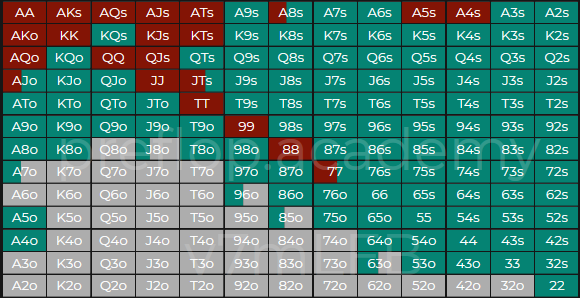 AA AKs AQs AJs ATs A9s A8s A7s A6s A5s A4s A3s A2s
AKo KK KQs KJs KTs K9s K8s K7s K6s K5s K4s K3s K2s
AQo KQo QQ QJs QTs Q9s Q8s Q7s Q6s Q5s Q4s Q3s Q2s
AJo KJo QJo JJ JTs J9s J8s J7s J6s J5s J4s J3s J2s
ATo KTo QTo JTo TT T9s T8s T7s T6s T5s T4s T3s T2s
A9o K9o Q9o J9o T9o 99 98s 97s 96s 95s 94s 93s 92s
A8o K8o Q8o J8o T8o 98o 88 87s 86s 85s 84s 83s 82s
A7o K7o Q7o J7o T7o 97o 87o 77 76s 75s 74s 73s 72s
A6o K6o Q6o J6o T6o 96o 86o 76o 66 65s 64s 63s 62s
A5o K5o Q5o J5o T5o 95o 85o 75o 65o 55 54s 53s 52s
A4o K4o Q4o J4o T4o 94o 84o 74o 64o 54o 44 43s 42s
A3o K3o Q3o J3o T3o 93o 83o 73o 63o 53o 43o 33 32s
A2o K2o Q2o J2o T2o 92o 82o 72o 62o 52o 42o 32o 22
preflop.academy